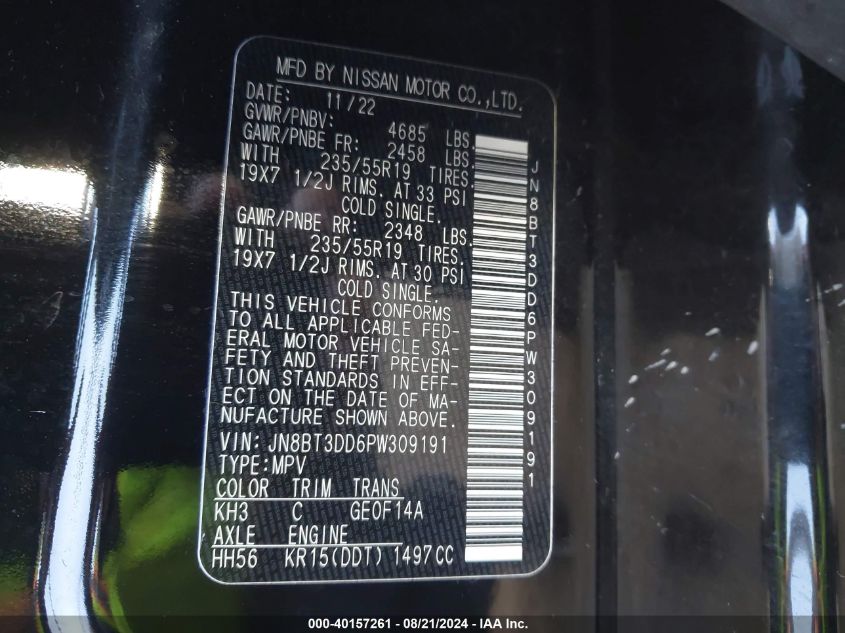 MFD BY NISSAN MOTOR CO.,LTD.
DATE: 11/22
GVWR/PNBV: 4685 LBS.
GAWR/PNBE FR: 2458 LBS.
WITH 235/55R19 TIRES.
19X7 1/2J RIMS. AT 33 PSI
COLD SINGLE.
GAWR/PNBE RR: 2348 LBS.
WITH 235/55R19 TIRES.
19X7 1/2J RIMS. AT 30 PSI
COLD SINGLE.
THIS VEHICLE CONFORMS
TO ALL APPLICABLE FED-
ERAL MOTOR VEHICLE SA-
FETY AND THEFT PREVEN-
TION STANDARDS IN EFF-
ECT ON THE DATE OF MA-
NUFACTURE SHOWN ABOVE.
VIN: JN8BT3DD6PW309191
TYPE:MPV
COLOR TRIM TRANS
KH3 C GE0F14A
AXLE ENGINE
HH56 KR15(DDT) 1497CC
JN8BT3DD6PW309191
000-40157261 - 08/21/2024 - IAA Inc.